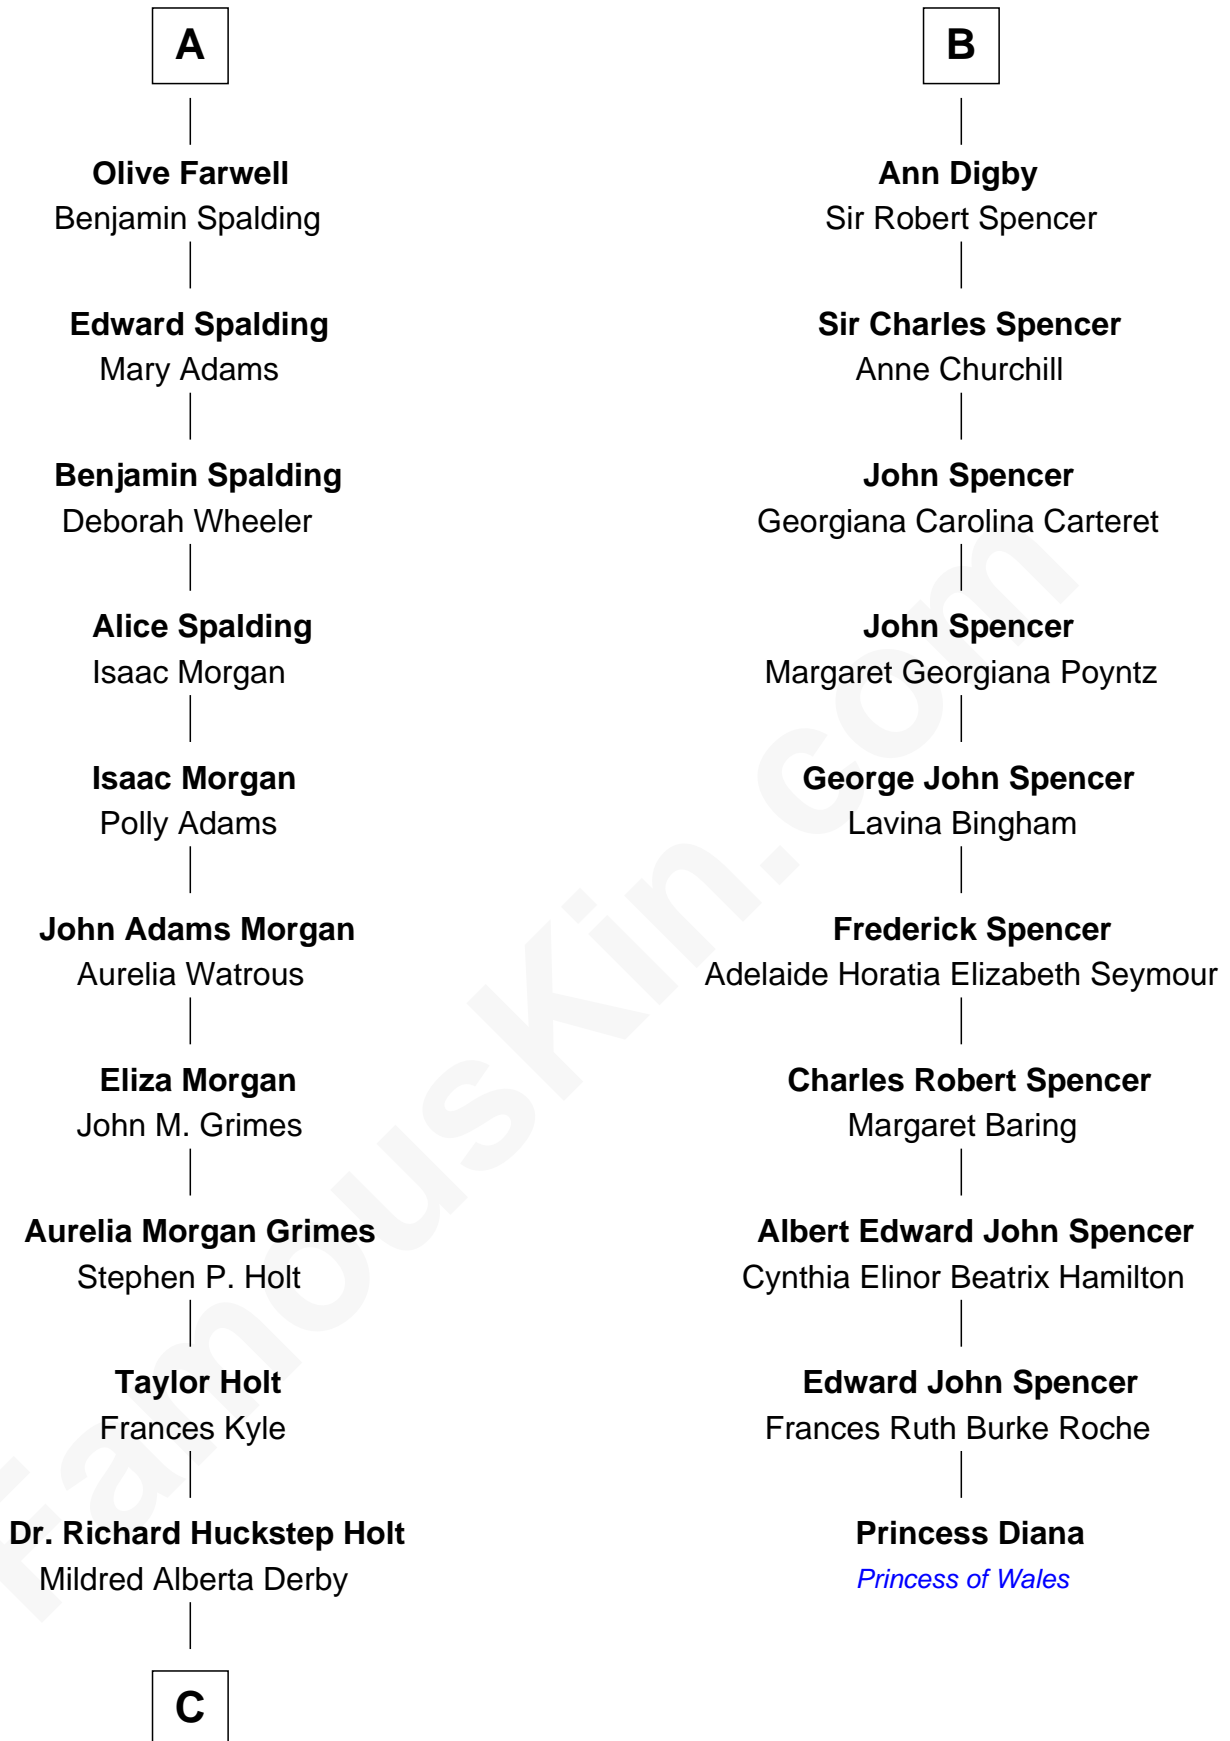 A
Olive Farwell
Benjamin Spalding
Edward Spalding
Mary Adams
Benjamin Spalding
Deborah Wheeler
Alice Spalding
Isaac Morgan
Isaac Morgan
Polly Adams
John Adams Morgan
Aurelia Watrous
Eliza Morgan
John M. Grimes
Aurelia Morgan Grimes
Stephen P. Holt
Taylor Holt
Frances Kyle
Dr. Richard Huckstep Holt
Mildred Alberta Derby
C
B
Ann Digby
Sir Robert Spencer
Sir Charles Spencer
Anne Churchill
John Spencer
Georgiana Carolina Carteret
John Spencer
Margaret Georgiana Poyntz
George John Spencer
Lavina Bingham
Frederick Spencer
Adelaide Horatia Elizabeth Seymour
Charles Robert Spencer
Margaret Baring
Albert Edward John Spencer
Cynthia Elinor Beatrix Hamilton
Edward John Spencer
Frances Ruth Burke Roche
Princess Diana
Princess of Wales
FamousKin.com